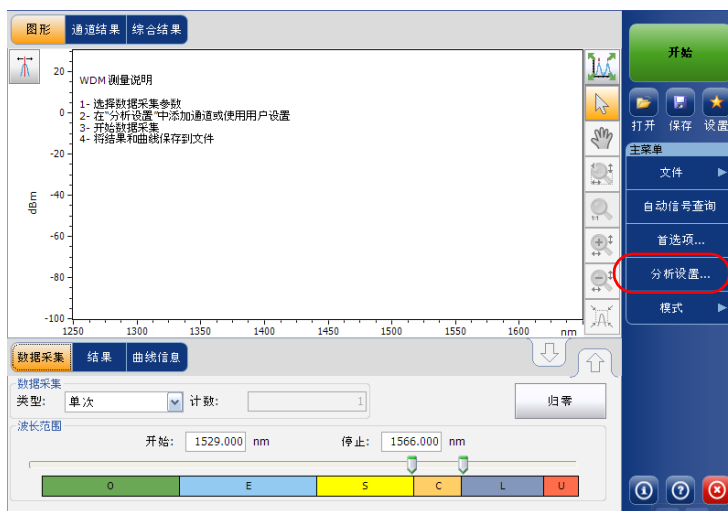 图形 通道结果 综合结果
WDM 测量说明
1- 选择数据采集参数
2- 在"分析设置"中添加通道或使用用户设置
3- 开始数据采集
4- 将结果和曲线保存到文件
dBm
20
0
-20
-40
-60
-80
-100
1250 1300 1350 1400 1450 1500 1550 1600 nm
1:1
开始
打开 保存 设置
主菜单
文件
自动信号查询
首选项...
分析设置...
模式
数据采集 结果 曲线信息
数据采集
类型: 单次 计数: 1 归零
波长范围
开始: 1529.000 nm 停止: 1566.000 nm
O E S C L U